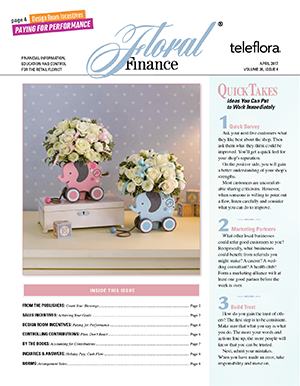 page 4 Design Room Incentives
PAYING FOR PERFORMANCE
Floral
Finance
®
teleflora.
FINANCIAL INFORMATION,
EDUCATION AND CONTROL
FOR THE RETAIL FLORIST
APRIL 2017
VOLUME 36, ISSUE 4
QUICKTAKES
Ideas You Can Put
to Work Immediately
1 Quick Survey
Ask your next five customers what
they like about the shop. Then
ask them what they think could be
improved. You'll get a quick feel for
your shop's reputation.
On the positive side, you will gain
a better understanding of your shop's
strengths.
Most customers are uncomfort-
able sharing criticisms. However,
when someone is willing to point out
a flaw, listen carefully and consider
what you can do to improve.
2 Marketing Partners
What other local businesses
could refer good customers to you?
Reciprocally, what businesses
could benefit from referrals you
might make? A caterer? A wed-
ding consultant? A health club?
Form a marketing alliance with at
least one good partner before the
week is over.
3 Build Trust
How do you gain the trust of oth-
ers? The first step is to be consistent.
Make sure that what you say is what
you do. The more your words and
actions line up, the more people will
know that you can be trusted.
Next, admit your mistakes.
When you have made an error, take
responsibility and move on.
INSIDE THIS ISSUE
FROM THE PUBLISHERS: Count Your Blessings Page 2
SALES INCENTIVES: Achieving Your Goals Page 3
DESIGN ROOM INCENTIVES: Paying for Performance Page 4
CONTROLLING CONTRIBUTIONS: Pare, Don't React Page 6
BY THE BOOKS: Accounting for Contributions Page 7
INQUIRIES & ANSWERS: Holiday Pay, Cash Flow Page 8
BOOMS: Arrangement Sales Page 8